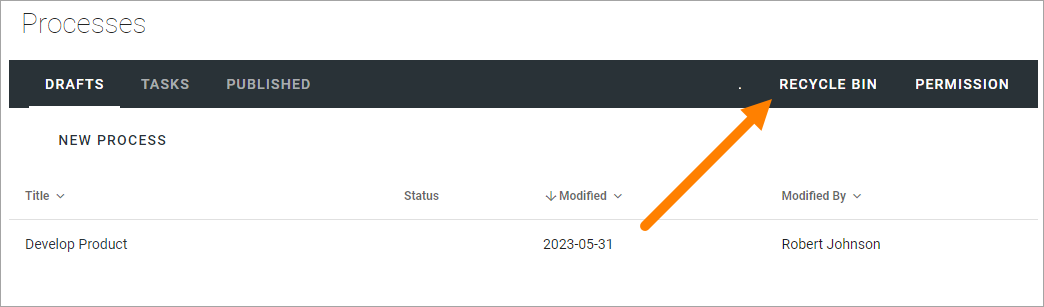 Processes
DRAFTS TASKS PUBLISHED . RECYCLE BIN PERMISSION
NEW PROCESS
Title Status Modified Modified By
Develop Product 2023-05-31 Robert Johnson